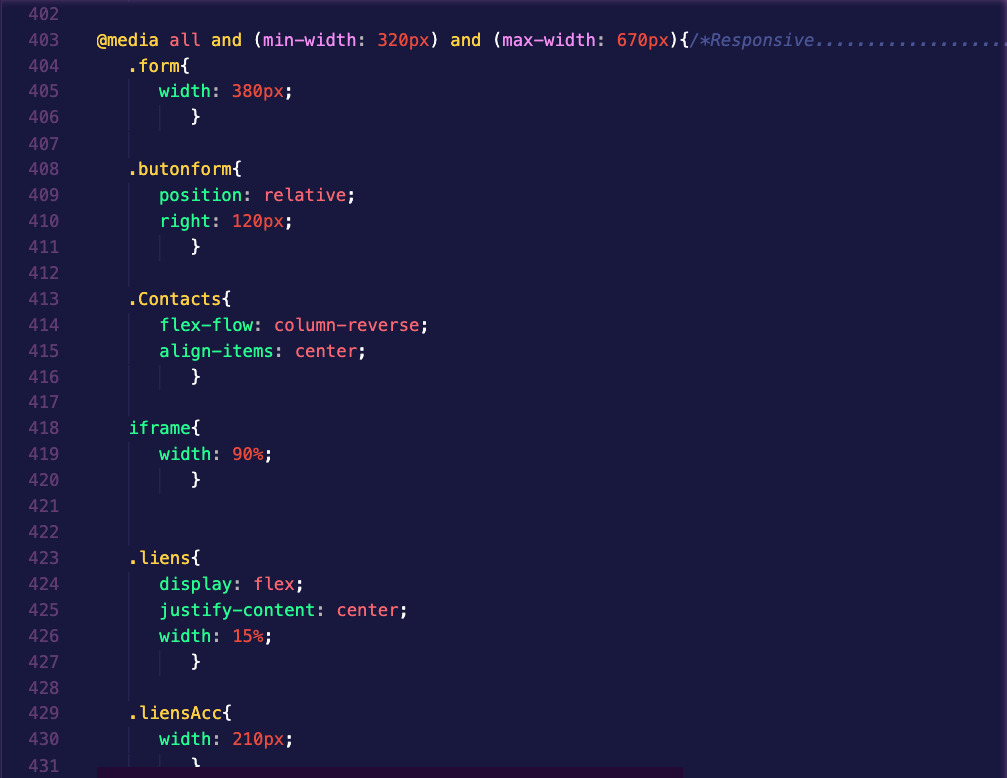 402
403 @media all and (min-width: 320px) and (max-width: 670px){/*Responsive..................
404 .form{
405 width: 380px;
406 }
407
408 .butonform{
409 position: relative;
410 right: 120px;
411 }
412
413 .Contacts{
414 flex-flow: column-reverse;
415 align-items: center;
416 }
417
418 iframe{
419 width: 90%;
420 }
421
422
423 .liens{
424 display: flex;
425 justify-content: center;
426 width: 15%;
427 }
428
429 .liensAcc{
430 width: 210px;
431 }